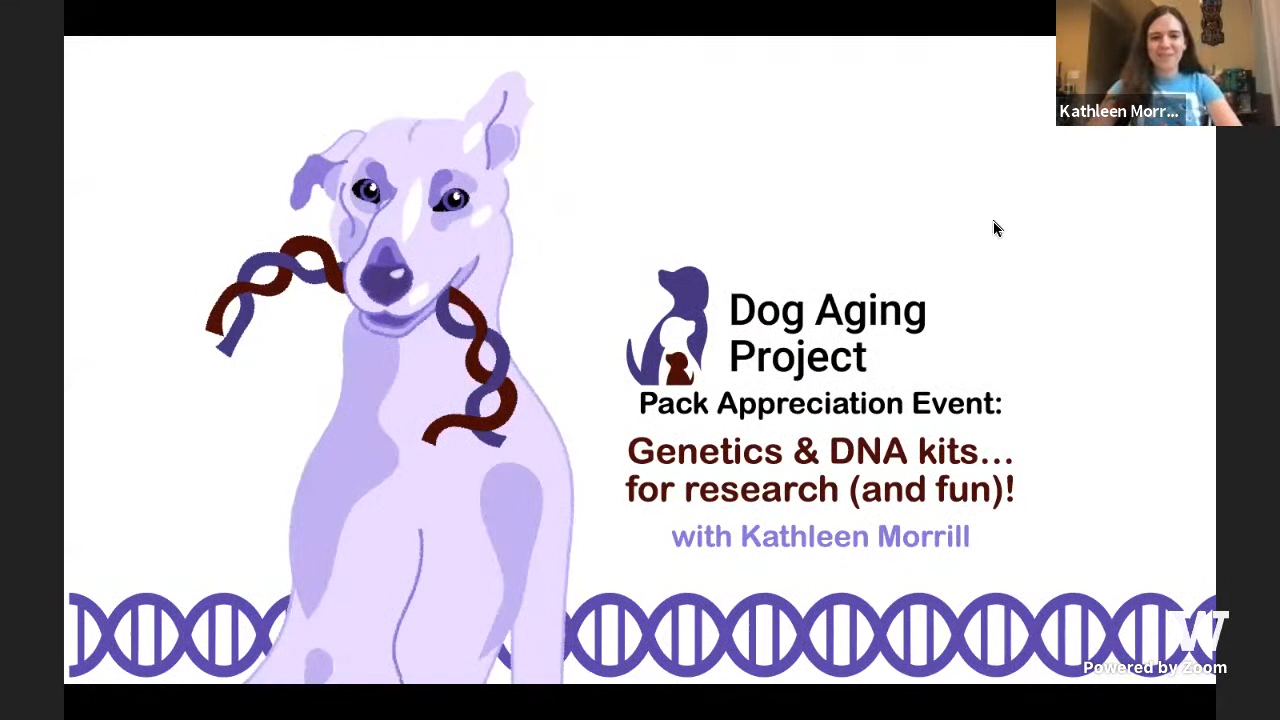 Kathleen Morr...
Dog Aging
Project
Pack Appreciation Event:
Genetics & DNA kits...
for research (and fun)!
with Kathleen Morrill
W
Powered by Zoom